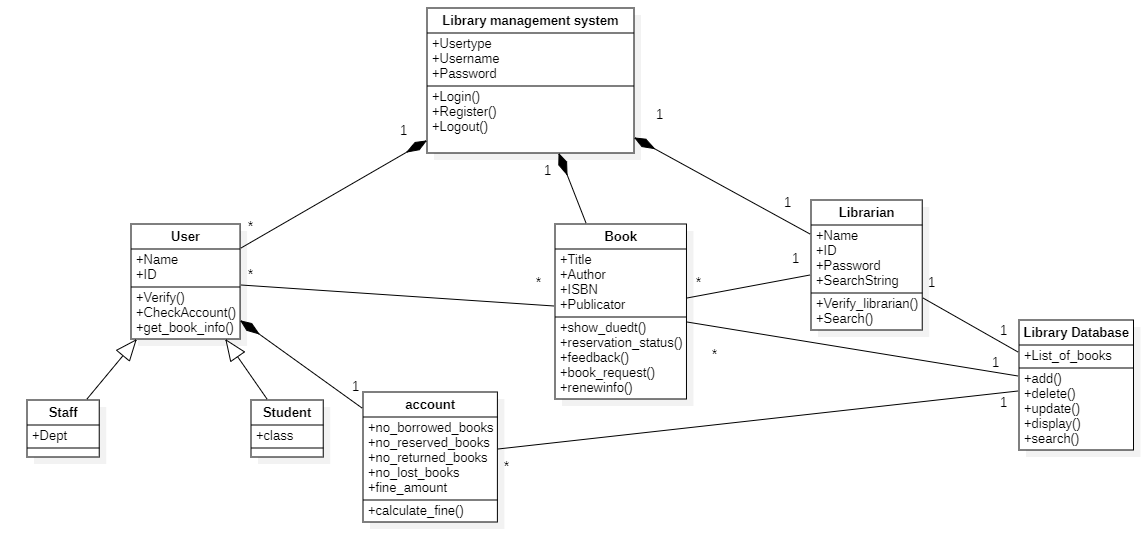 Library management system
+Usertype
+Username
+Password
+Login()
+Register()
+Logout()
1
1
1
User
+Name
+ID
+Verify()
+CheckAccount()
+get_book_info()
*
*
Book
+Title
+Author
+ISBN
+Publicator
+show_duedt()
+reservation_status()
+feedback()
+book_request()
+renewinfo()
*
*
*
Librarian
+Name
+ID
+Password
+SearchString
+Verify_librarian()
+Search()
1
1
1
Library Database
+List_of_books
+add()
+delete()
+update()
+display()
+search()
1
1
1
Staff
+Dept
Student
+class
account
+no_borrowed_books
+no_reserved_books
+no_returned_books
+no_lost_books
+fine_amount
+calculate_fine()
1
*